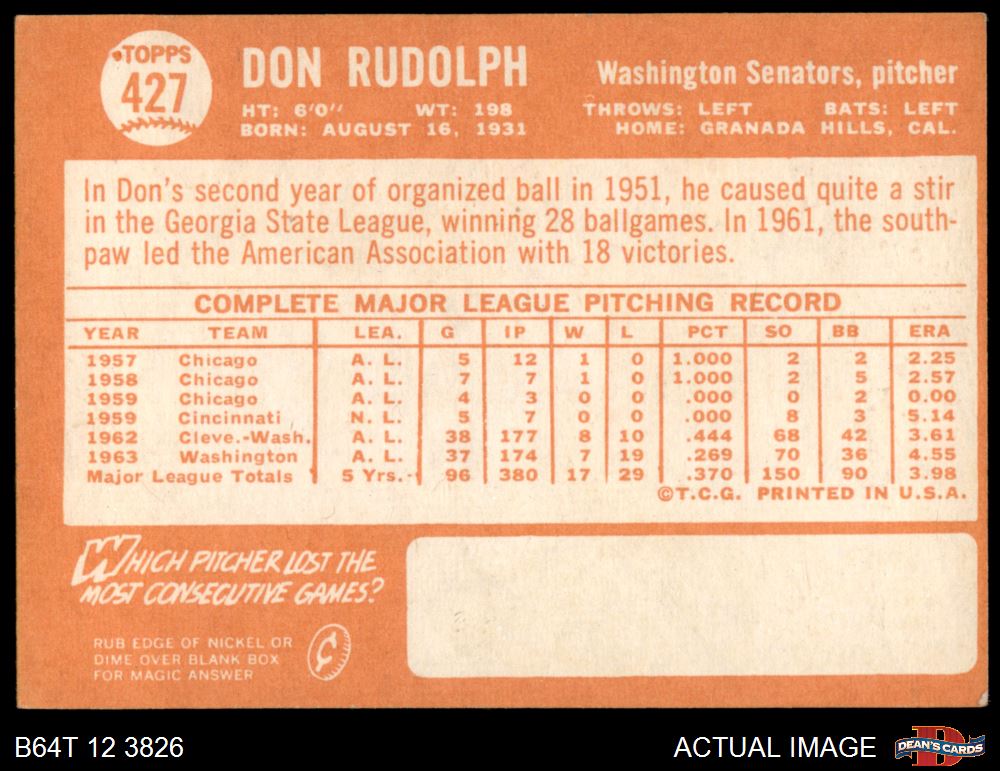 TOPPS
427
DON RUDOLPH
HT: 6'0" WT: 198
BORN: AUGUST 16, 1931
Washington Senators, pitcher
THROWS: LEFT BATS: LEFT
HOME: GRANADA HILLS, CAL.
In Don's second year of organized ball in 1951, he caused quite a stir
in the Georgia State League, winning 28 ballgames. In 1961, the south-
paw led the American Association with 18 victories.
COMPLETE MAJOR LEAGUE PITCHING RECORD
YEAR TEAM LEA. G IP W L PCT SO BB ERA
1957 Chicago A. L. 5 12 1 0 1.000 2 2 2.25
1958 Chicago A. L. 7 7 1 0 1.000 2 5 2.57
1959 Chicago A. L. 4 3 0 0 .000 0 2 0.00
1959 Cincinnati N. L. 5 7 0 0 .000 8 3 5.14
1962 Cleve.-Wash. A. L. 38 177 8 10 .444 68 42 3.61
1963 Washington A. L. 37 174 7 19 .269 70 36 4.55
Major League Totals 5 Yrs.- 96 380 17 29 .370 150 90 3.98
©T.C.G. PRINTED IN U.S.A.
WHICH PITCHER LOST THE
MOST CONSECUTIVE GAMES?
RUB EDGE OF NICKEL OR
DIME OVER BLANK BOX
FOR MAGIC ANSWER
B64T 12 3826
ACTUAL IMAGE
D
DEAN'S CARDS